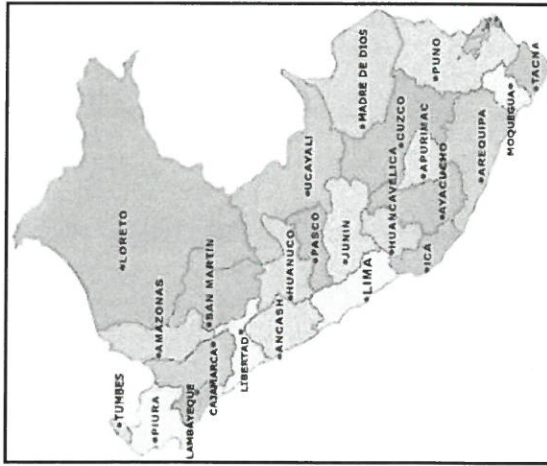 TUMBES
PIURA
LAMBAYEQUE
CAJAMARCA
LIBERTAD
AMAZONAS
SAN MARTIN
LORETO
ANCASH
HUANUCO
PASCO
UCAYALI
LIMA
JUNIN
HUANCAVELICA
ICA
AYACUCHO
APURIMAC
CUZCO
MADRE DE DIOS
AREQUIPA
PUNO
MOQUEGUA
TACNA